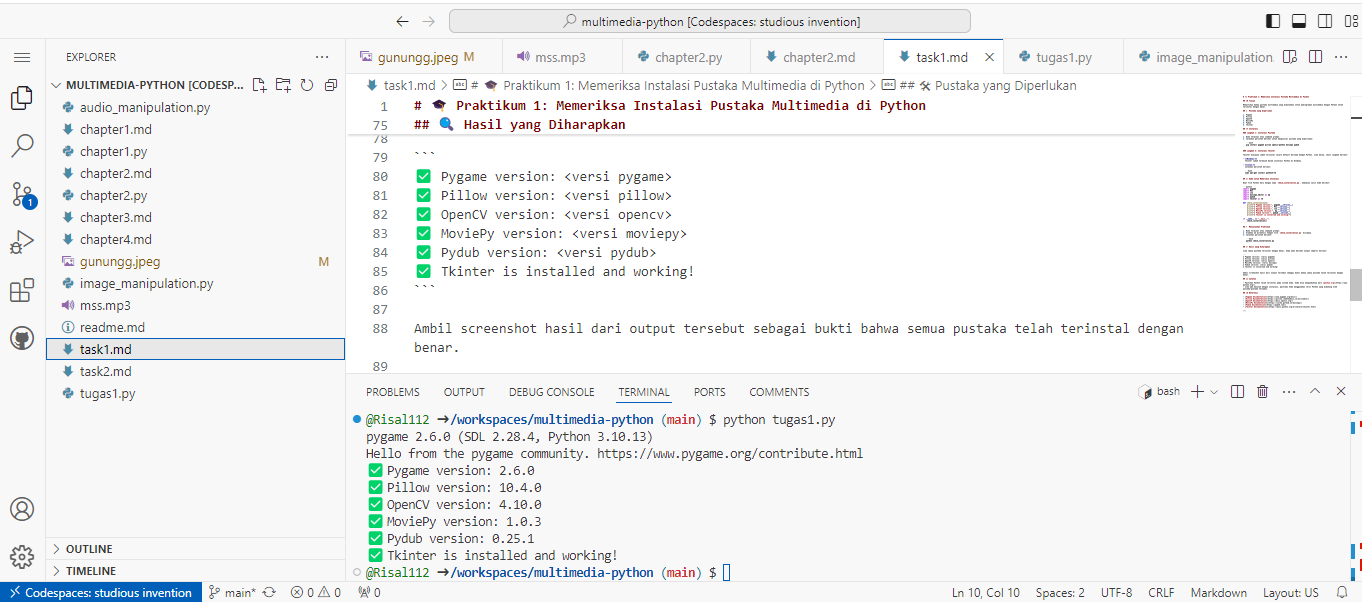 multimedia-python [Codespaces: studious invention]
EXPLORER
MULTIMEDIA-PYTHON [CODESP...
audio_manipulation.py
chapter1.md
chapter1.py
chapter2.md
chapter2.py
chapter3.md
chapter4.md
gunungg.jpeg M
image_manipulation.py
mss.mp3
readme.md
task1.md
task2.md
tugas1.py
OUTLINE
TIMELINE
1
gunungg.jpeg M mss.mp3 chapter2.py chapter2.md task1.md tugas1.py image_manipulation
task1.md > # 🎓 Praktikum 1: Memeriksa Instalasi Pustaka Multimedia di Python > ## 🛠 Pustaka yang Diperlukan
1 # 🎓 Praktikum 1: Memeriksa Instalasi Pustaka Multimedia di Python
75 ## 🔍 Hasil yang Diharapkan
78
79 ```
80 ✅ Pygame version: <versi pygame>
81 ✅ Pillow version: <versi pillow>
82 ✅ OpenCV version: <versi opencv>
83 ✅ MoviePy version: <versi moviepy>
84 ✅ Pydub version: <versi pydub>
85 ✅ Tkinter is installed and working!
86 ```
87
88 Ambil screenshot hasil dari output tersebut sebagai bukti bahwa semua pustaka telah terinstal dengan
benar.
89
PROBLEMS OUTPUT DEBUG CONSOLE TERMINAL PORTS COMMENTS
bash
@Risal112 ➜/workspaces/multimedia-python (main) $ python tugas1.py
pygame 2.6.0 (SDL 2.28.4, Python 3.10.13)
Hello from the pygame community. https://www.pygame.org/contribute.html
✅ Pygame version: 2.6.0
✅ Pillow version: 10.4.0
✅ OpenCV version: 4.10.0
✅ MoviePy version: 1.0.3
✅ Pydub version: 0.25.1
✅ Tkinter is installed and working!
@Risal112 ➜/workspaces/multimedia-python (main) $
Codespaces: studious invention main* 0 0 0 Ln 10, Col 10 Spaces: 2 UTF-8 CRLF Markdown Layout: US